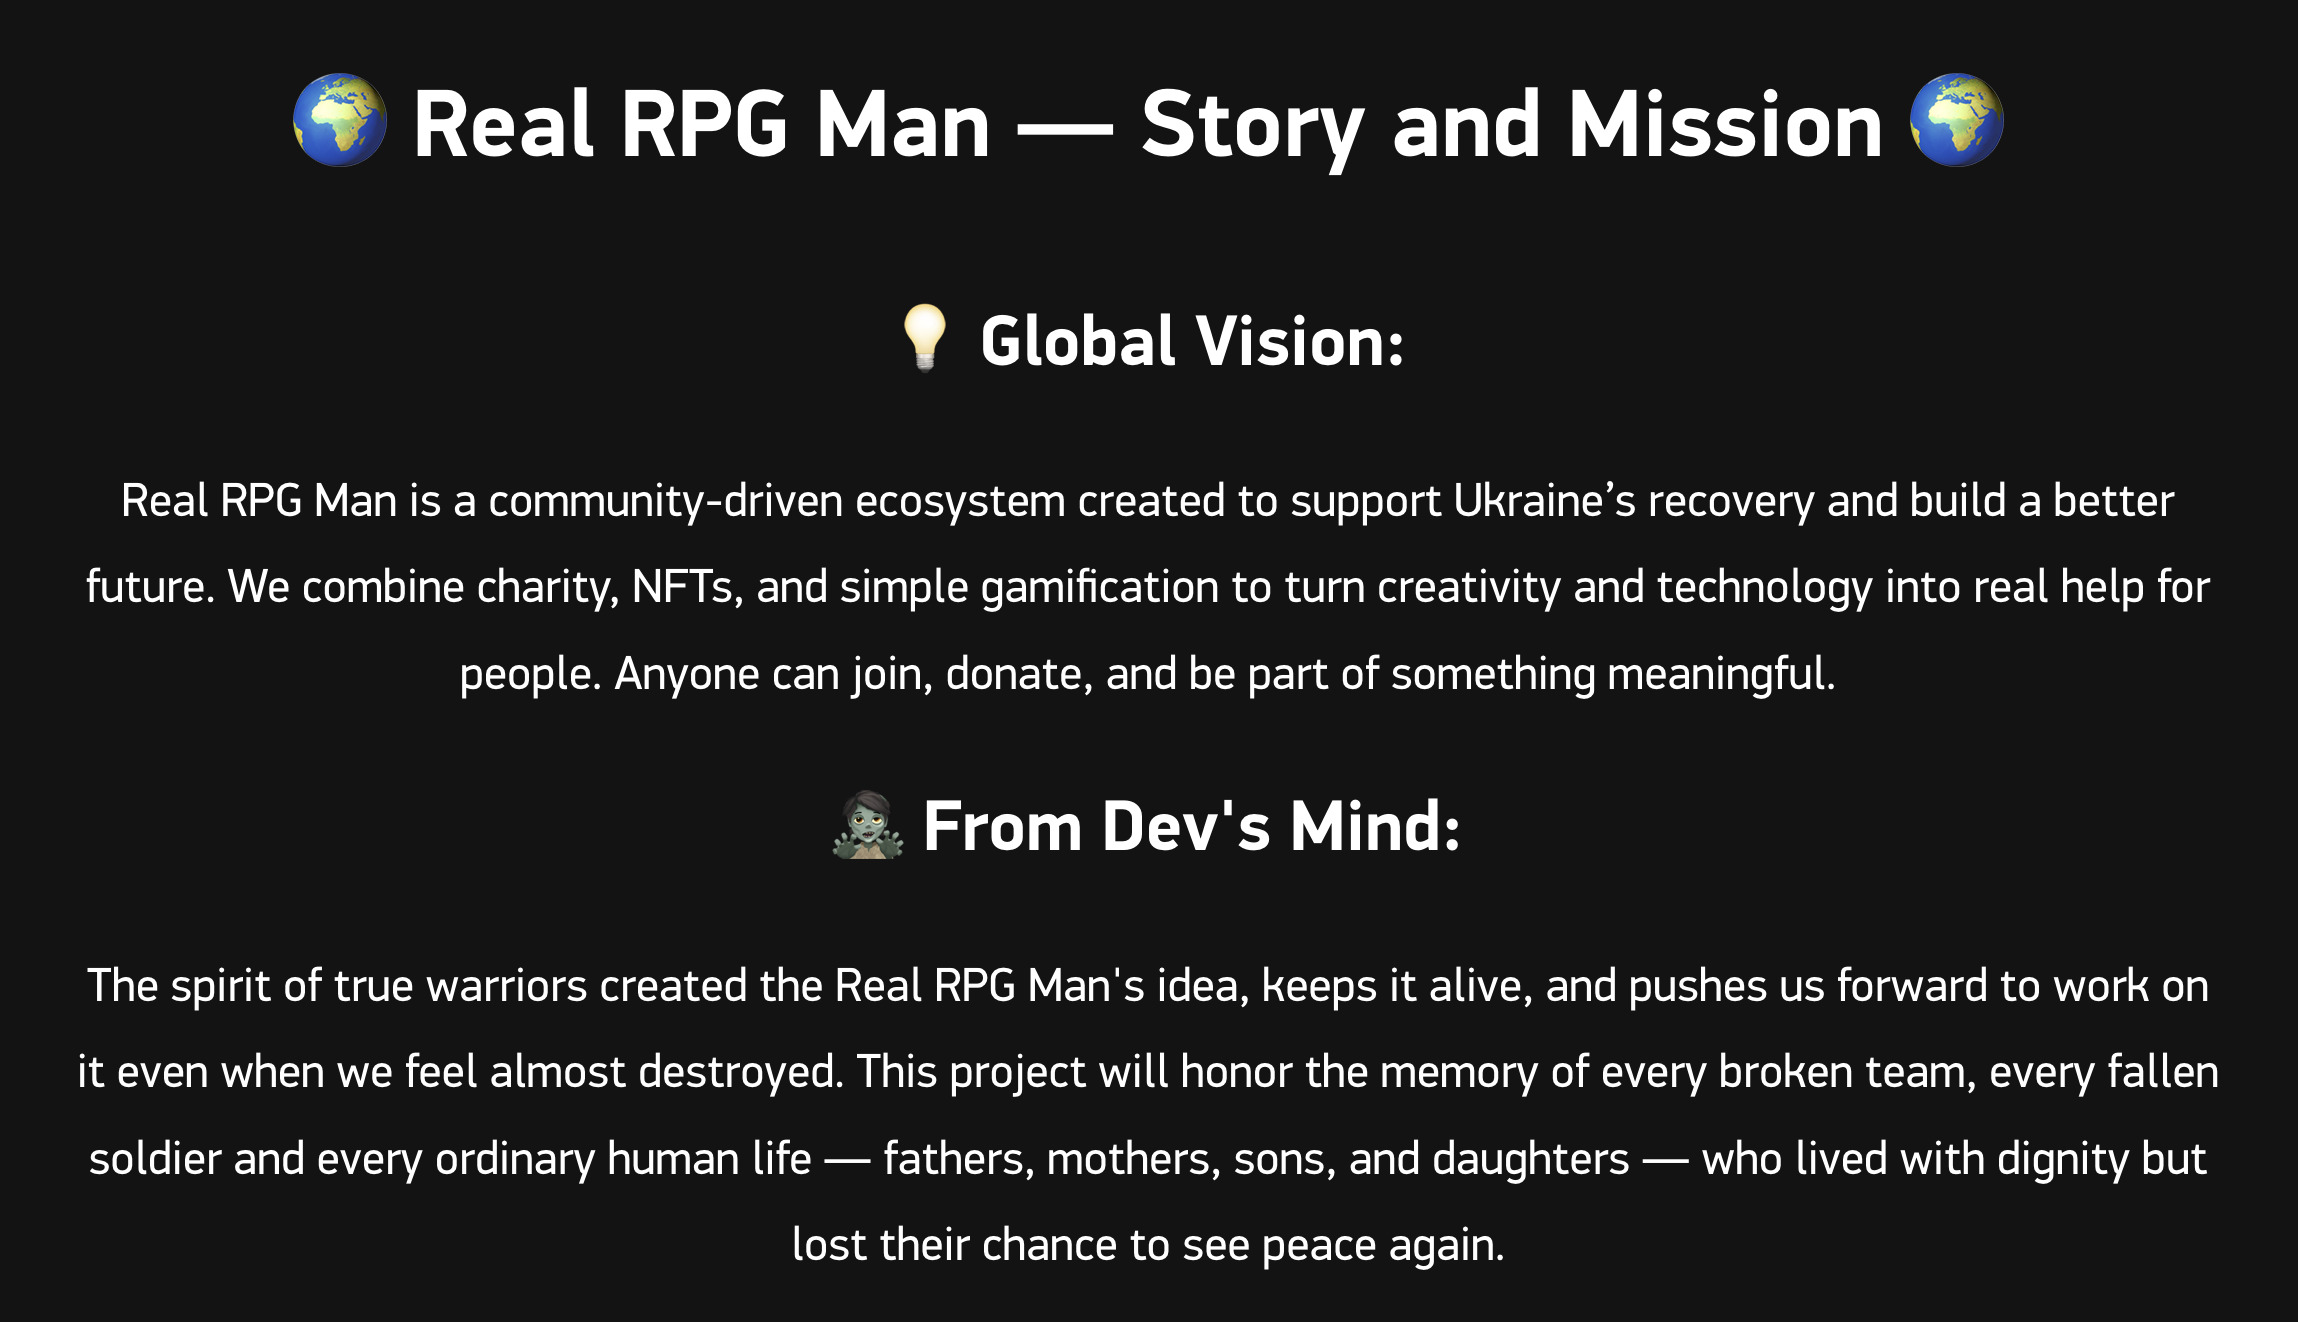 🌍 Real RPG Man — Story and Mission 🌍
💡 Global Vision:
Real RPG Man is a community-driven ecosystem created to support Ukraine’s recovery and build a better
future. We combine charity, NFTs, and simple gamification to turn creativity and technology into real help for
people. Anyone can join, donate, and be part of something meaningful.
🧟 From Dev's Mind:
The spirit of true warriors created the Real RPG Man's idea, keeps it alive, and pushes us forward to work on
it even when we feel almost destroyed. This project will honor the memory of every broken team, every fallen
soldier and every ordinary human life — fathers, mothers, sons, and daughters — who lived with dignity but
lost their chance to see peace again.